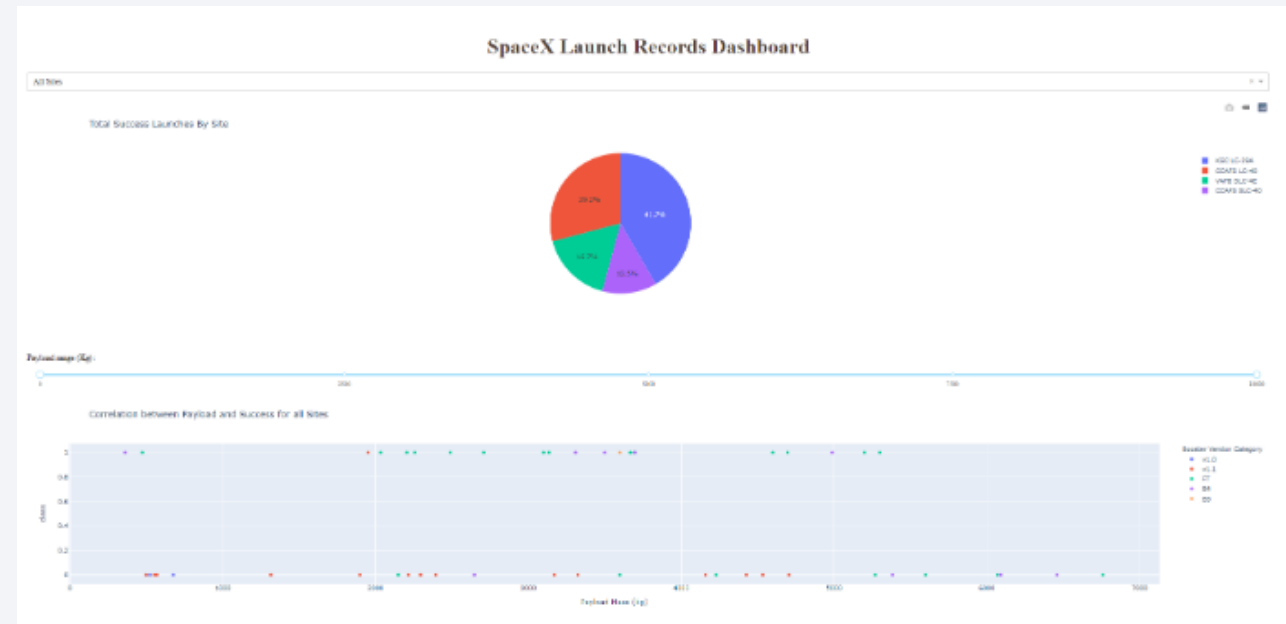 SpaceX Launch Records Dashboard
All Sites
Total Success Launches By Site
KSC LC-39A
CCAFS LC-40
VAFB SLC-4E
CCAFS SLC-40
29.2%
41.7%
16.7%
12.5%
Payload range (Kg):
0 2500 5000 7500 10000
Correlation between Payload and Success for all Sites
Booster Version Category
v1.0
v1.1
FT
B4
B5
class
1
0.8
0.6
0.4
0.2
0
0 1000 2000 3000 4000 5000 6000 7000
Payload Mass (kg)